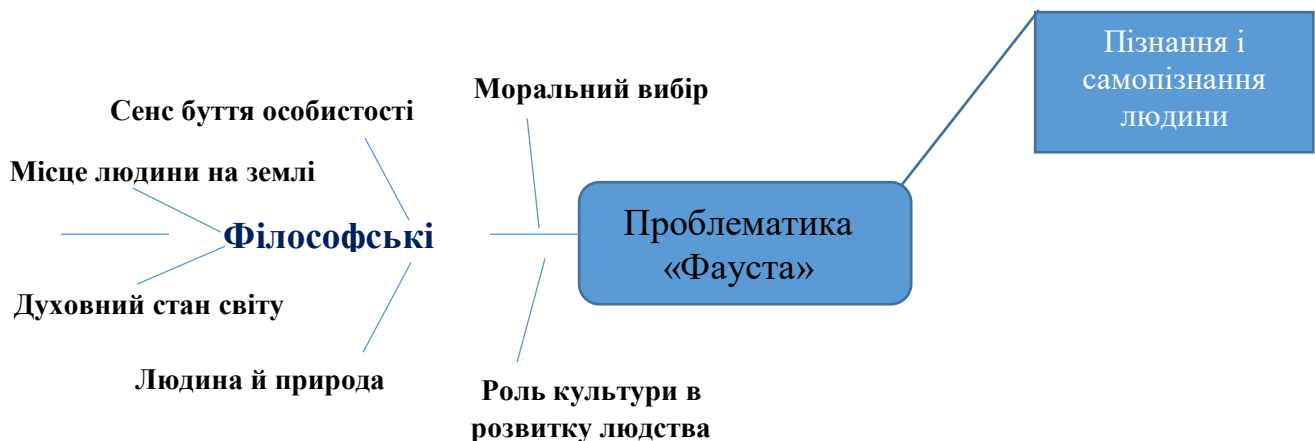 Пізнання і
самопізнання
людини
Моральний вибір
Сенс буття особистості
Місце людини на землі
Філософські
Проблематика
«Фауста»
Духовний стан світу
Людина й природа
Роль культури в
розвитку людства